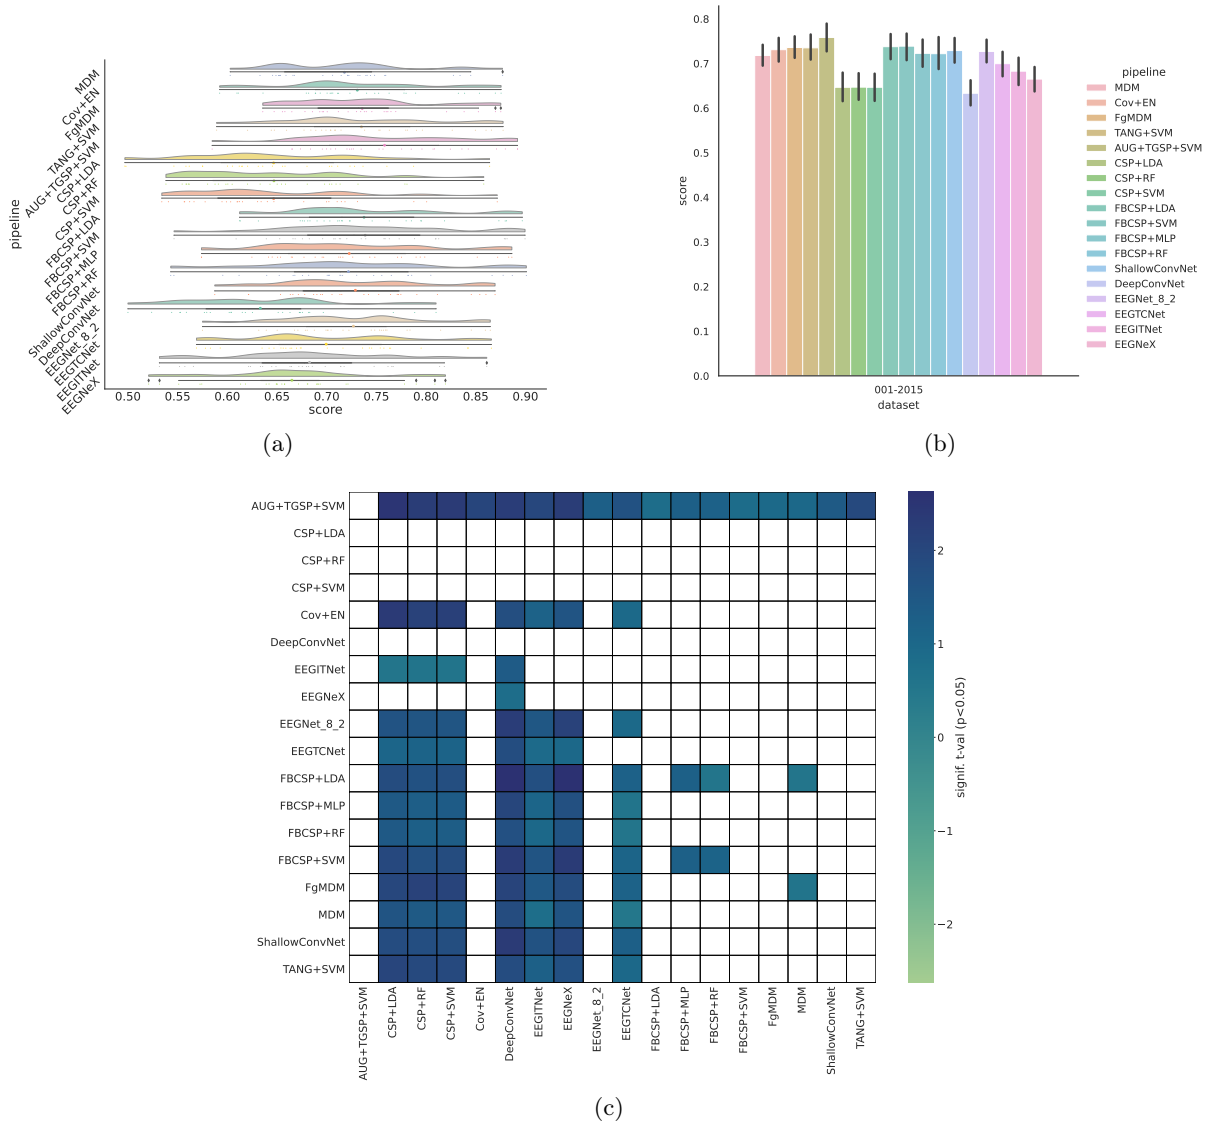 pipeline
MDM
Cov+EN
FgMDM
TANG+SVM
AUG+TGSP+SVM
CSP+LDA
CSP+RF
CSP+SVM
FBCSP+LDA
FBCSP+SVM
FBCSP+MLP
FBCSP+RF
ShallowConvNet
DeepConvNet
EEGNet_8_2
EEGTCNet
EEGITNet
EEGNeX
0.50 0.55 0.60 0.65 0.70 0.75 0.80 0.85 0.90
score
(a)
score
0.8
0.7
0.6
0.5
0.4
0.3
0.2
0.1
0.0
001-2015
dataset
pipeline
MDM
Cov+EN
FgMDM
TANG+SVM
AUG+TGSP+SVM
CSP+LDA
CSP+RF
CSP+SVM
FBCSP+LDA
FBCSP+SVM
FBCSP+MLP
FBCSP+RF
ShallowConvNet
DeepConvNet
EEGNet_8_2
EEGTCNet
EEGITNet
EEGNeX
(b)
AUG+TGSP+SVM
CSP+LDA
CSP+RF
CSP+SVM
Cov+EN
DeepConvNet
EEGITNet
EEGNeX
EEGNet_8_2
EEGTCNet
FBCSP+LDA
FBCSP+MLP
FBCSP+RF
FBCSP+SVM
FgMDM
MDM
ShallowConvNet
TANG+SVM
AUG+TGSP+SVM
CSP+LDA
CSP+RF
CSP+SVM
Cov+EN
DeepConvNet
EEGITNet
EEGNeX
EEGNet_8_2
EEGTCNet
FBCSP+LDA
FBCSP+MLP
FBCSP+RF
FBCSP+SVM
FgMDM
MDM
ShallowConvNet
TANG+SVM
2
1
0
−1
−2
signif. t-val (p<0.05)
(c)